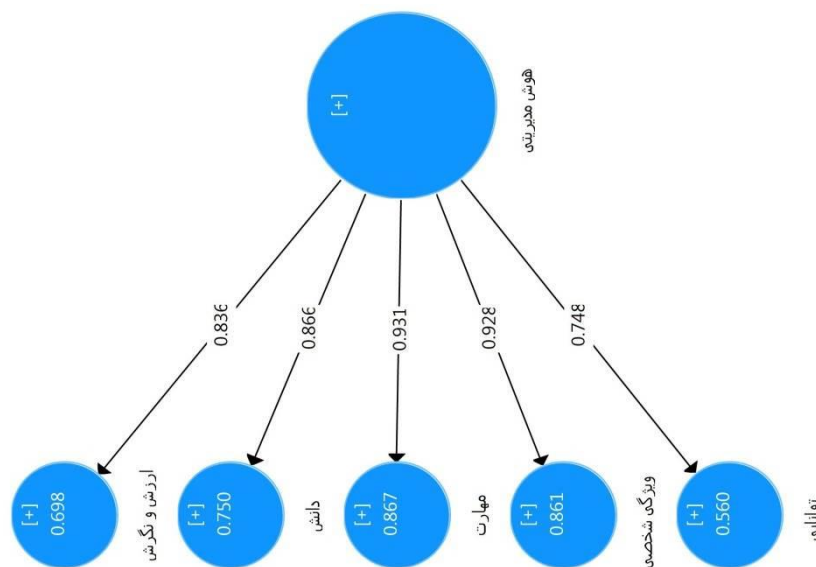 [+]
هوش مدیریتی
0.836
0.866
0.931
0.928
0.748
[+]
0.698
ارزش و نگرش
[+]
0.750
دانش
[+]
0.867
مهارت
[+]
0.861
ویژگی شخصی
[+]
0.560
توانایی